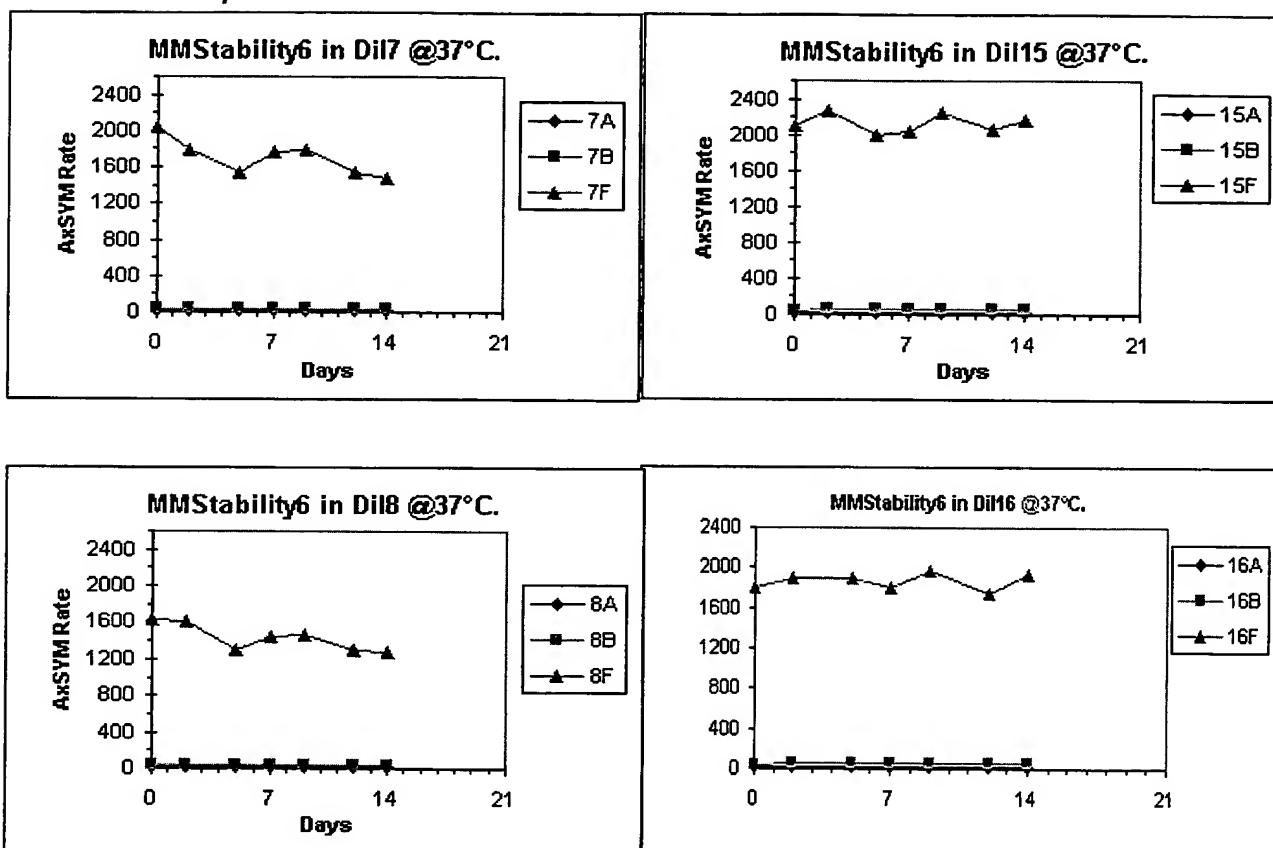 MMStability6 in Dil7 @37°C.
AxSYM Rate
2400
2000
1600
1200
800
400
0
0 7 14 21
Days
7A
7B
7F
MMStability6 in Dil15 @37°C.
AxSYM Rate
2400
2000
1600
1200
800
400
0
0 7 14 21
Days
15A
15B
15F
MMStability6 in Dil8 @37°C.
AxSYM Rate
2400
2000
1600
1200
800
400
0
0 7 14 21
Days
8A
8B
8F
MMStability6 in Dil16 @37°C.
2400
2000
1600
1200
800
400
0
0 7 14 21
16A
16B
16F